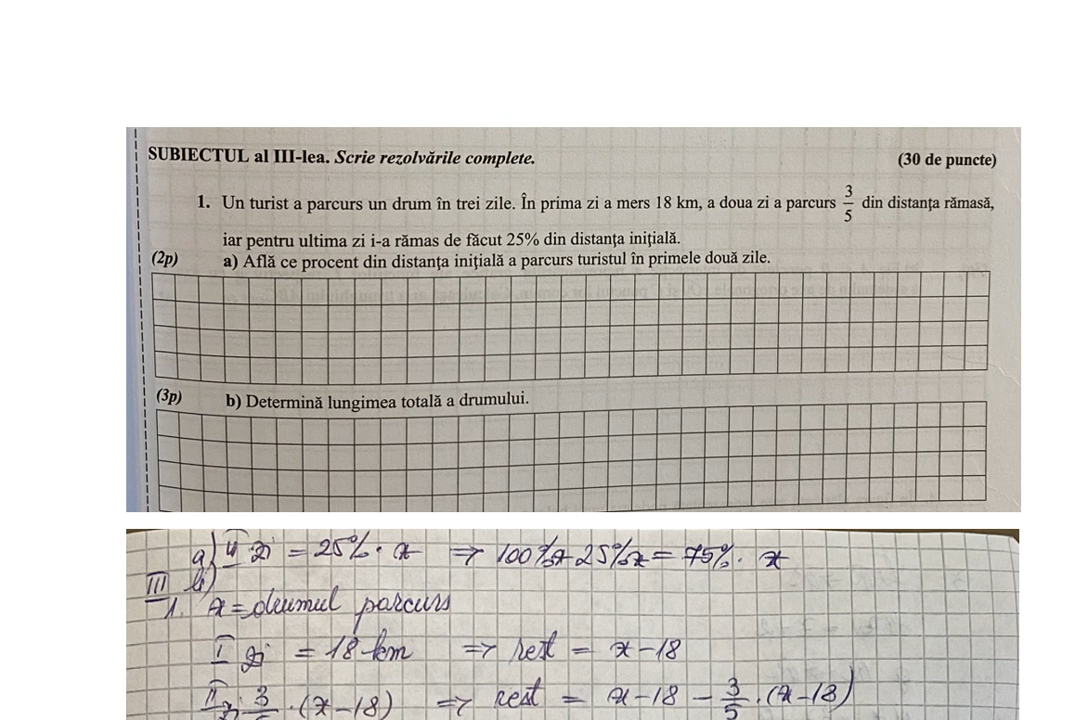 SUBIECTUL al III-lea. Scrie rezolvările complete. (30 de puncte)
1. Un turist a parcurs un drum în trei zile. În prima zi a mers 18 km, a doua zi a parcurs 3/5 din distanța rămasă,
iar pentru ultima zi i-a rămas de făcut 25% din distanța inițială.
(2p) a) Află ce procent din distanța inițială a parcurs turistul în primele două zile.
(3p) b) Determină lungimea totală a drumului.
a) zi = 25% · x ⇒ 100%x - 25%x = 75% · x
III b)
1. x = drumul parcurs
I zi = 18 km ⇒ rest = x - 18
II zi 3/5 · (x - 18) ⇒ rest = x - 18 - 3/5 · (x - 18)